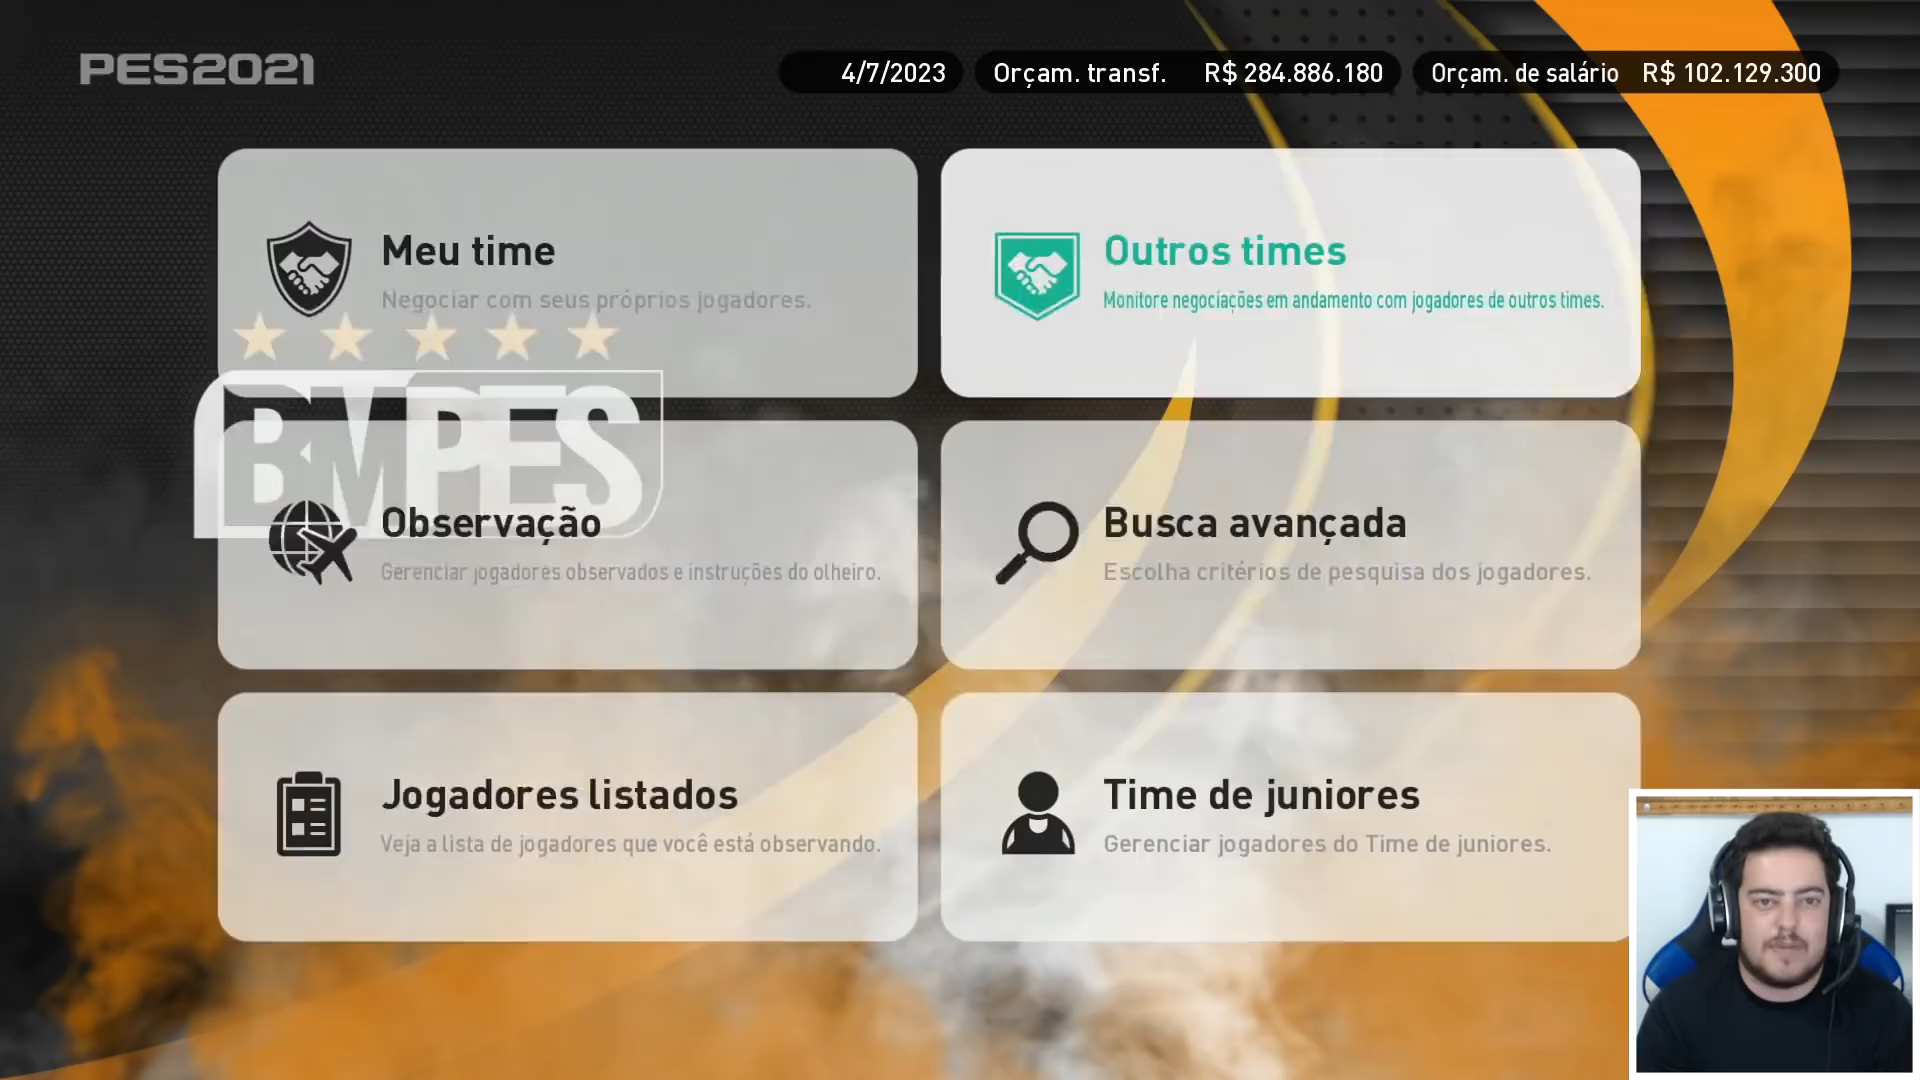 PES2021
4/7/2023
Orçam. transf. R$ 284.886.180
Orçam. de salário R$ 102.129.300
Meu time
Negociar com seus próprios jogadores.
Outros times
Monitore negociações em andamento com jogadores de outros times.
BMPES
Observação
Gerenciar jogadores observados e instruções do olheiro.
Busca avançada
Escolha critérios de pesquisa dos jogadores.
Jogadores listados
Veja a lista de jogadores que você está observando.
Time de juniores
Gerenciar jogadores do Time de juniores.